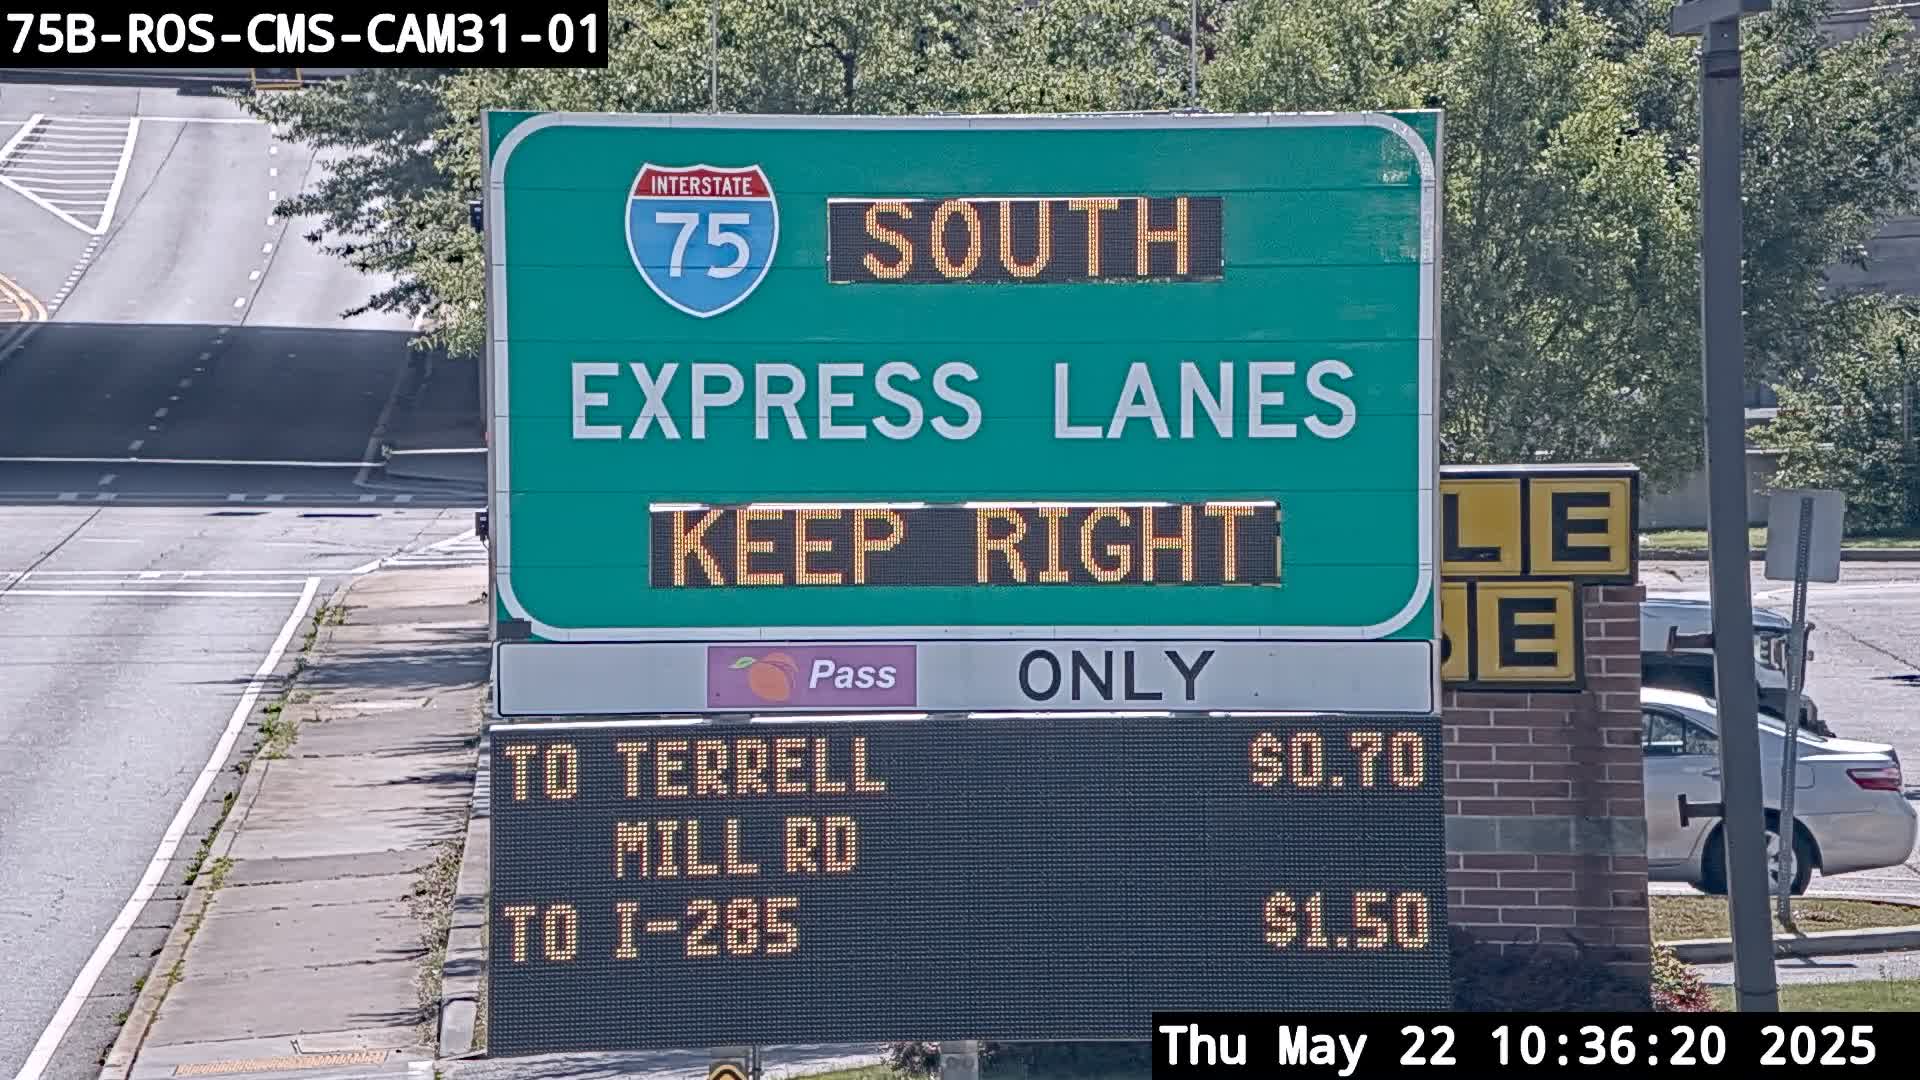 75B-ROS-CMS-CAM31-01
INTERSTATE
75
SOUTH
EXPRESS LANES
KEEP RIGHT
Pass ONLY
LE
E
TO TERRELL $0.70
MILL RD
TO I-285 $1.50
Thu May 22 10:36:20 2025